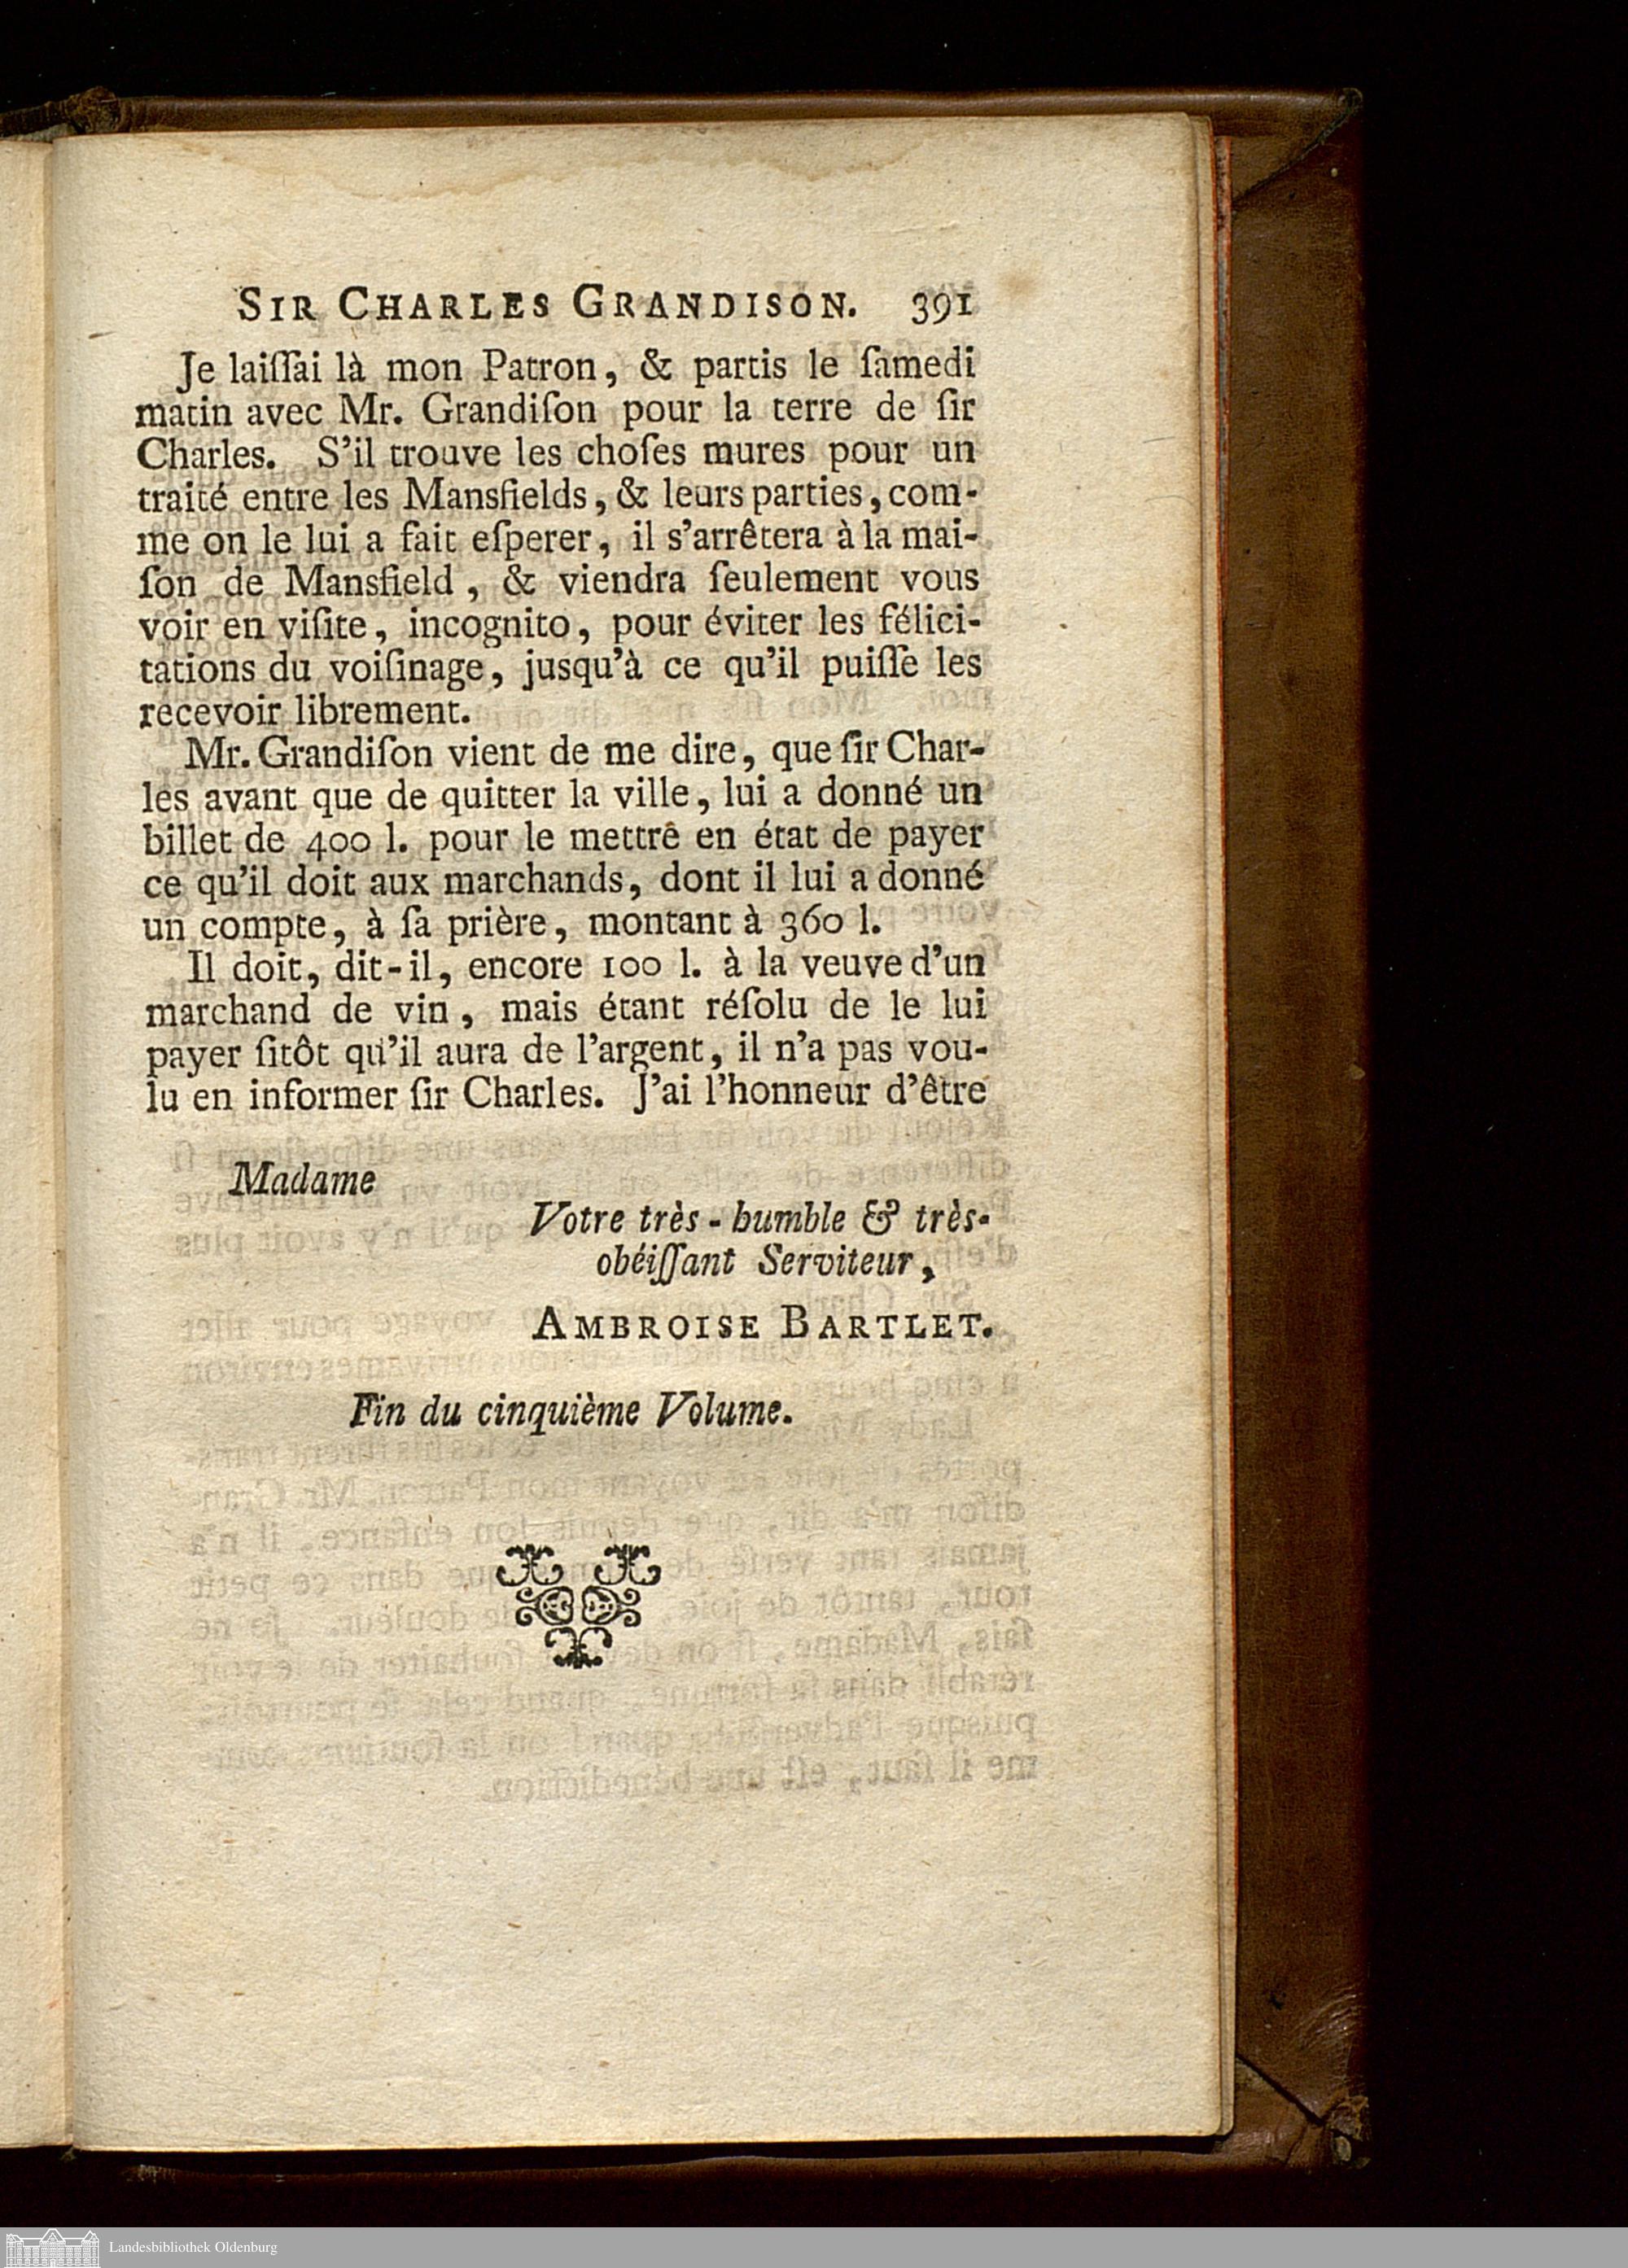 SIR CHARLES GRANDISON. 391
Je laiſſai là mon Patron, & partis le ſamedi
matin avec Mr. Grandiſon pour la terre de ſir
Charles. S'il trouve les choſes mures pour un
traité entre les Mansfields, & leurs parties, com-
me on le lui a fait eſperer, il s'arrêtera à la mai-
ſon de Mansfield, & viendra ſeulement vous
voir en viſite, incognito, pour éviter les félici-
tations du voiſinage, jusqu'à ce qu'il puiſſe les
recevoir librement.
Mr. Grandiſon vient de me dire, que ſir Char-
les avant que de quitter la ville, lui a donné un
billet de 400 l. pour le mettre en état de payer
ce qu'il doit aux marchands, dont il lui a donné
un compte, à ſa prière, montant à 360 l.
Il doit, dit-il, encore 100 l. à la veuve d'un
marchand de vin, mais étant réſolu de le lui
payer ſitôt qu'il aura de l'argent, il n'a pas vou-
lu en informer ſir Charles. J'ai l'honneur d'être
Madame
Votre très-humble & très-
obéiſſant Serviteur,
AMBROISE BARTLET.
Fin du cinquième Volume.
Landesbibliothek Oldenburg